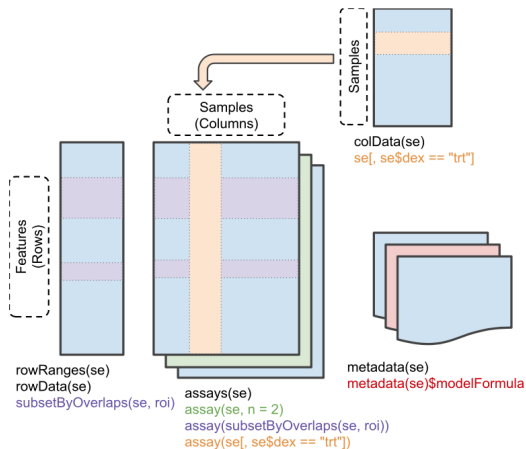 Samples
Samples
(Columns)
colData(se)
se[, se$dex == "trt"]
Features
(Rows)
rowRanges(se)
rowData(se)
subsetByOverlaps(se, roi)
assays(se)
assay(se, n = 2)
assay(subsetByOverlaps(se, roi))
assay(se[, se$dex == "trt"])
metadata(se)
metadata(se)$modelFormula